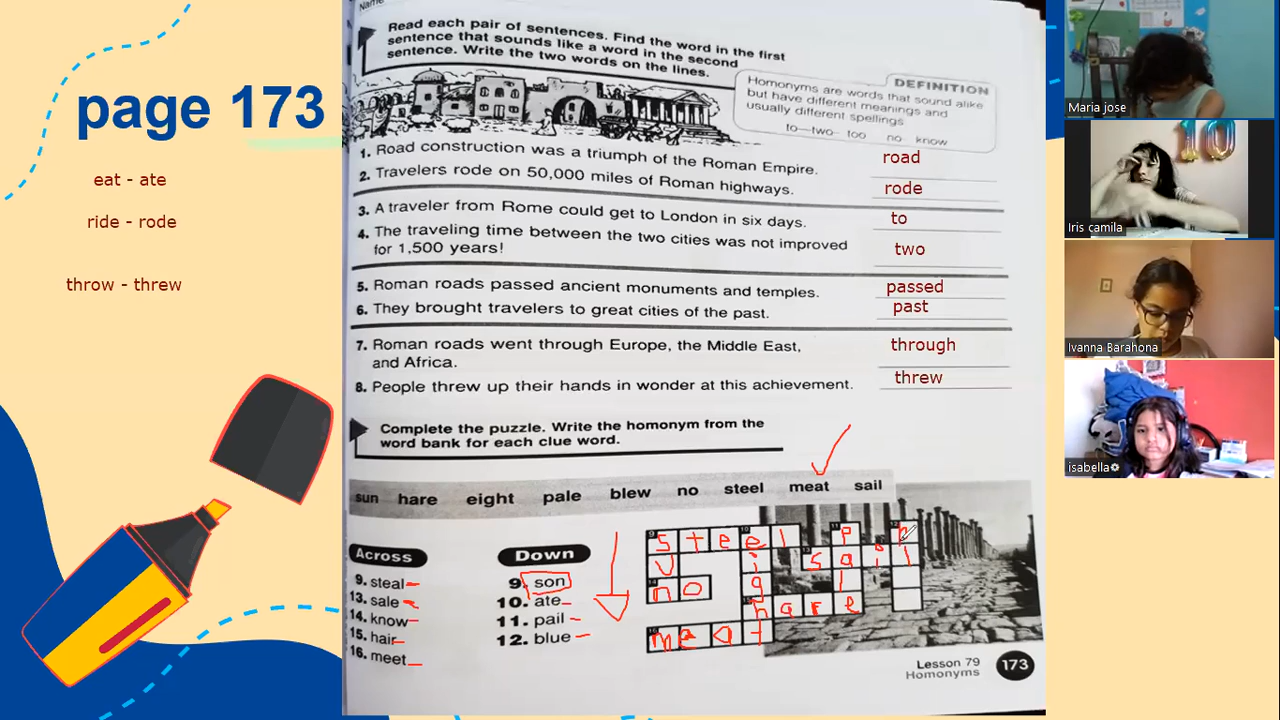 page 173
eat - ate
ride - rode
throw - threw
Name
Read each pair of sentences. Find the word in the first
sentence that sounds like a word in the second
sentence. Write the two words on the lines.
DEFINITION
Homonyms are words that sound alike
but have different meanings and
usually different spellings
to—two—too no know
1. Road construction was a triumph of the Roman Empire. road
2. Travelers rode on 50,000 miles of Roman highways. rode
3. A traveler from Rome could get to London in six days. to
4. The traveling time between the two cities was not improved
for 1,500 years! two
5. Roman roads passed ancient monuments and temples. passed
6. They brought travelers to great cities of the past. past
7. Roman roads went through Europe, the Middle East,
and Africa. through
8. People threw up their hands in wonder at this achievement. threw
Complete the puzzle. Write the homonym from the
word bank for each clue word.
sun hare eight pale blew no steel meat sail
Across
9. steal
13. sale
14. know
15. hair
16. meet
Down
9. son
10. ate
11. pail
12. blue
9 s t e 10 e l 11 p 12
u i 13 s a i l
14 n o g l
15 h a r e
16 m e a t
Lesson 79
Homonyms
173
Maria jose
Iris camila
Ivanna Barahona
isabella